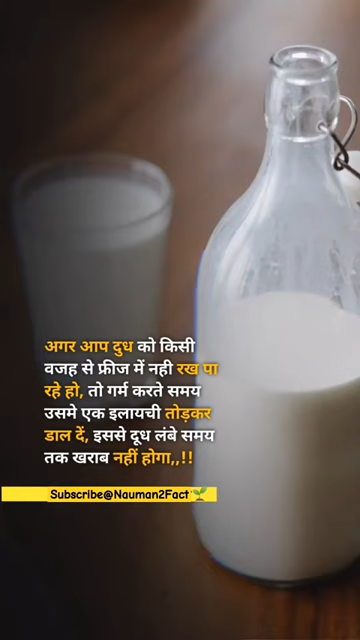 अगर आप दुध को किसी
वजह से फ्रीज में नही रख पा
रहे हो, तो गर्म करते समय
उसमे एक इलायची तोड़कर
डाल दें, इससे दूध लंबे समय
तक खराब नहीं होगा,,!!
Subscribe@Nauman2Fact🌱